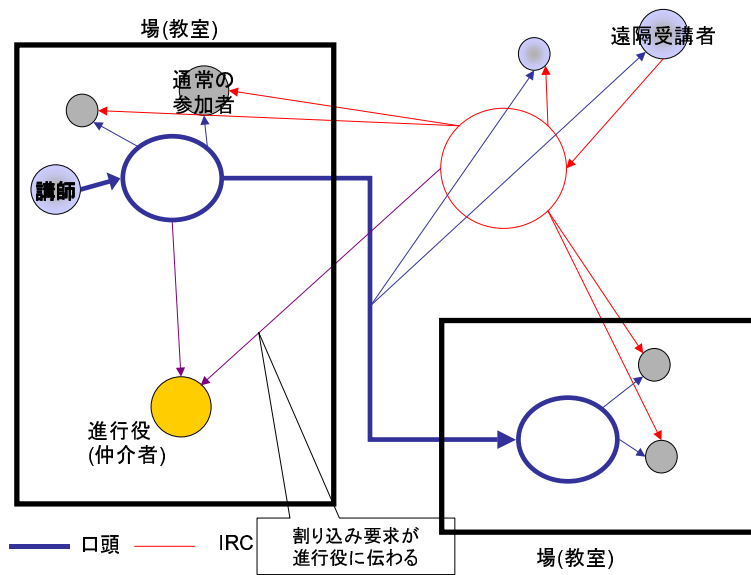 場(教室)
遠隔受講者
通常の
参加者
講師
進行役
(仲介者)
口頭
IRC
割り込み要求が
進行役に伝わる
場(教室)